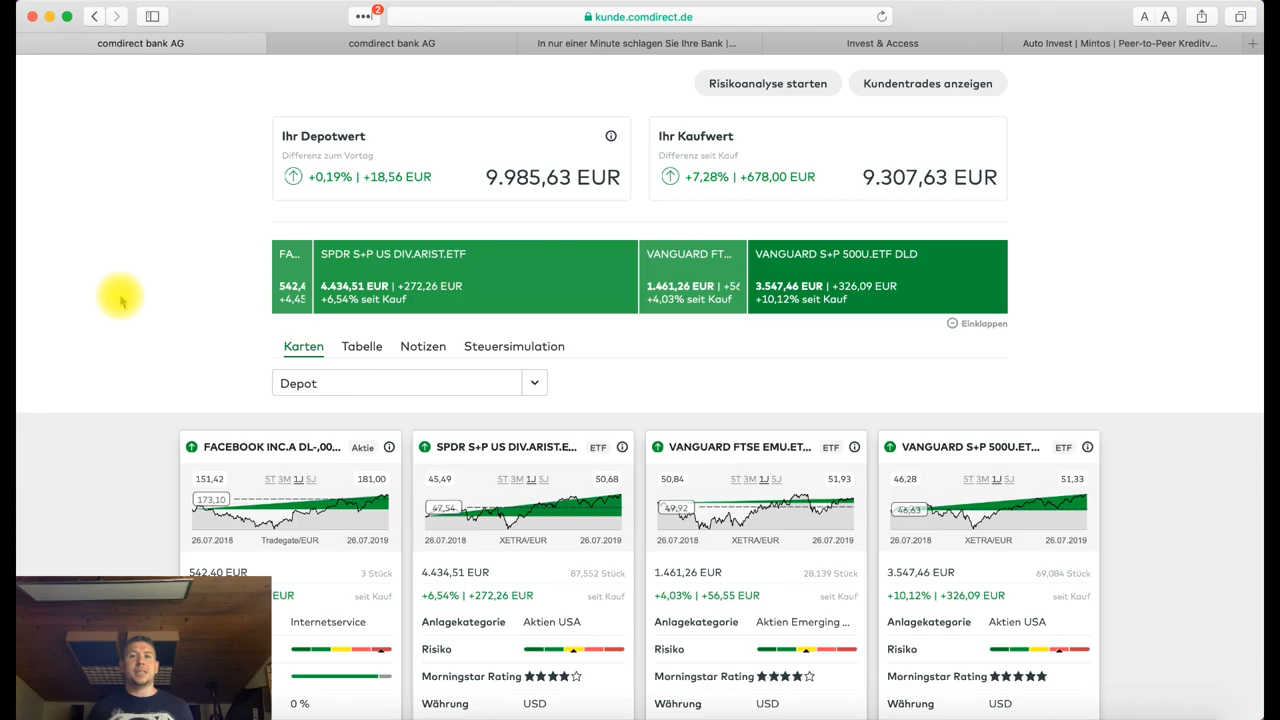 2
kunde.comdirect.de
A A
comdirect bank AG
comdirect bank AG
In nur einer Minute schlagen Sie Ihre Bank |...
Invest & Access
Auto Invest | Mintos | Peer-to-Peer Kreditv...
Risikoanalyse starten
Kundentrades anzeigen
Ihr Depotwert
Differenz zum Vortag
+0,19% | +18,56 EUR
9.985,63 EUR
Ihr Kaufwert
Differenz seit Kauf
+7,28% | +678,00 EUR
9.307,63 EUR
FA...
542,4
+4,45
SPDR S+P US DIV.ARIST.ETF
4.434,51 EUR | +272,26 EUR
+6,54% seit Kauf
VANGUARD FT...
1.461,26 EUR | +56
+4,03% seit Kauf
VANGUARD S+P 500U.ETF DLD
3.547,46 EUR | +326,09 EUR
+10,12% seit Kauf
Einklappen
Karten Tabelle Notizen Steuersimulation
Depot
FACEBOOK INC.A DL-,00... Aktie
151,42 5T 3M 1J 5J 181,00
173,10
26.07.2018 Tradegate/EUR 26.07.2019
542,40 EUR 3 Stück
EUR seit Kauf
Internetservice
0 %
SPDR S+P US DIV.ARIST.E... ETF
45,49 5T 3M 1J 5J 50,68
47,54
26.07.2018 XETRA/EUR 26.07.2019
4.434,51 EUR 87,552 Stück
+6,54% | +272,26 EUR seit Kauf
Anlagekategorie Aktien USA
Risiko
Morningstar Rating ★★★★☆
Währung USD
VANGUARD FTSE EMU.ET... ETF
50,84 5T 3M 1J 5J 51,93
49,92
26.07.2018 XETRA/EUR 26.07.2019
1.461,26 EUR 28,139 Stück
+4,03% | +56,55 EUR seit Kauf
Anlagekategorie Aktien Emerging ...
Risiko
Morningstar Rating ★★★★☆
Währung USD
VANGUARD S+P 500U.ET... ETF
46,28 5T 3M 1J 5J 51,33
46,63
26.07.2018 XETRA/EUR 26.07.2019
3.547,46 EUR 69,084 Stück
+10,12% | +326,09 EUR seit Kauf
Anlagekategorie Aktien USA
Risiko
Morningstar Rating ★★★★★
Währung USD